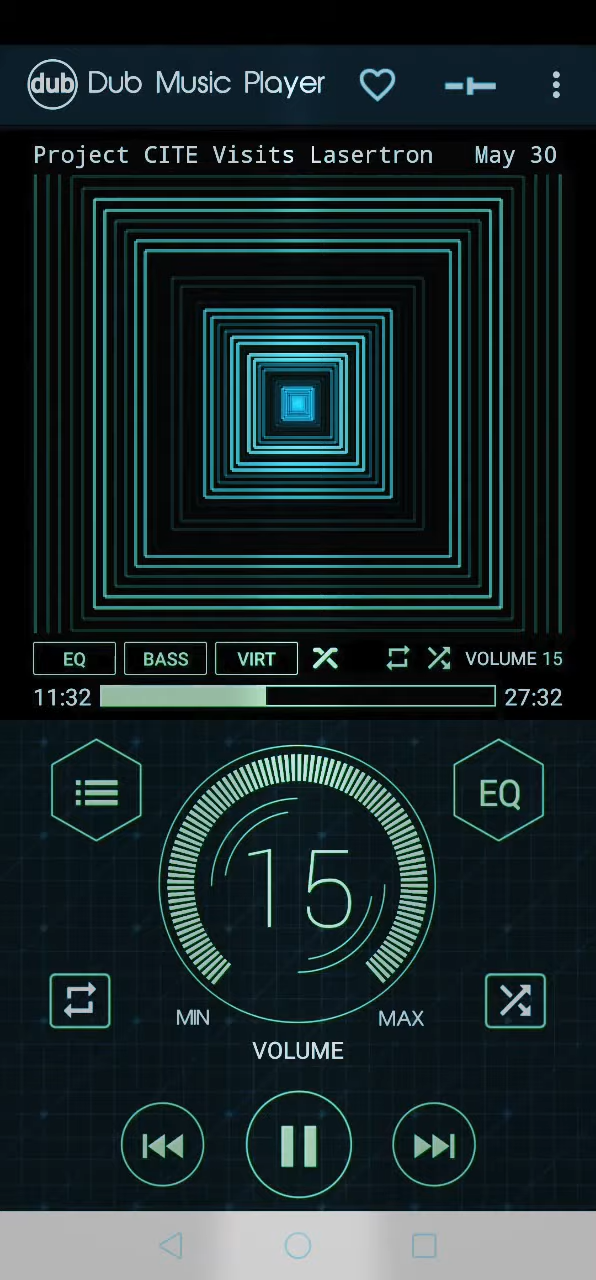 dub Dub Music Player
Project CITE Visits Lasertron May 30
EQ BASS VIRT VOLUME 15
11:32 27:32
EQ
15
MIN MAX
VOLUME